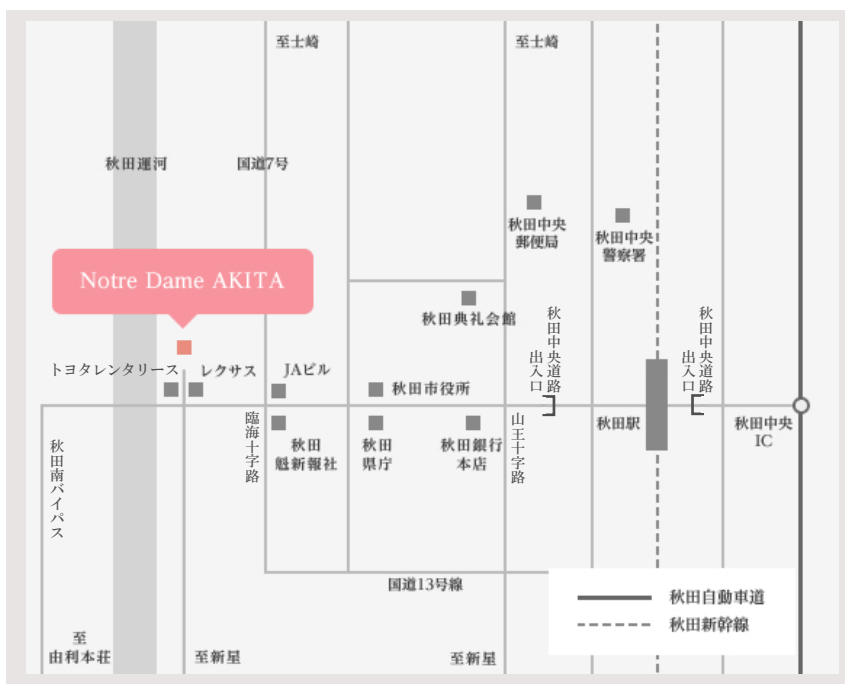 至士崎
至士崎
秋田運河
国道7号
秋田中央
郵便局
秋田中央
警察署
Notre Dame AKITA
秋田典礼会館
秋田中央道路
出入口
秋田中央道路
出入口
トヨタレンタリース
レクサス
JAビル
秋田市役所
臨海十字路
秋田
魁新報社
秋田
県庁
秋田銀行
本店
山王十字路
秋田駅
秋田中央
IC
秋田南バイパス
国道13号線
秋田自動車道
秋田新幹線
至
由利本荘
至新屋
至新屋